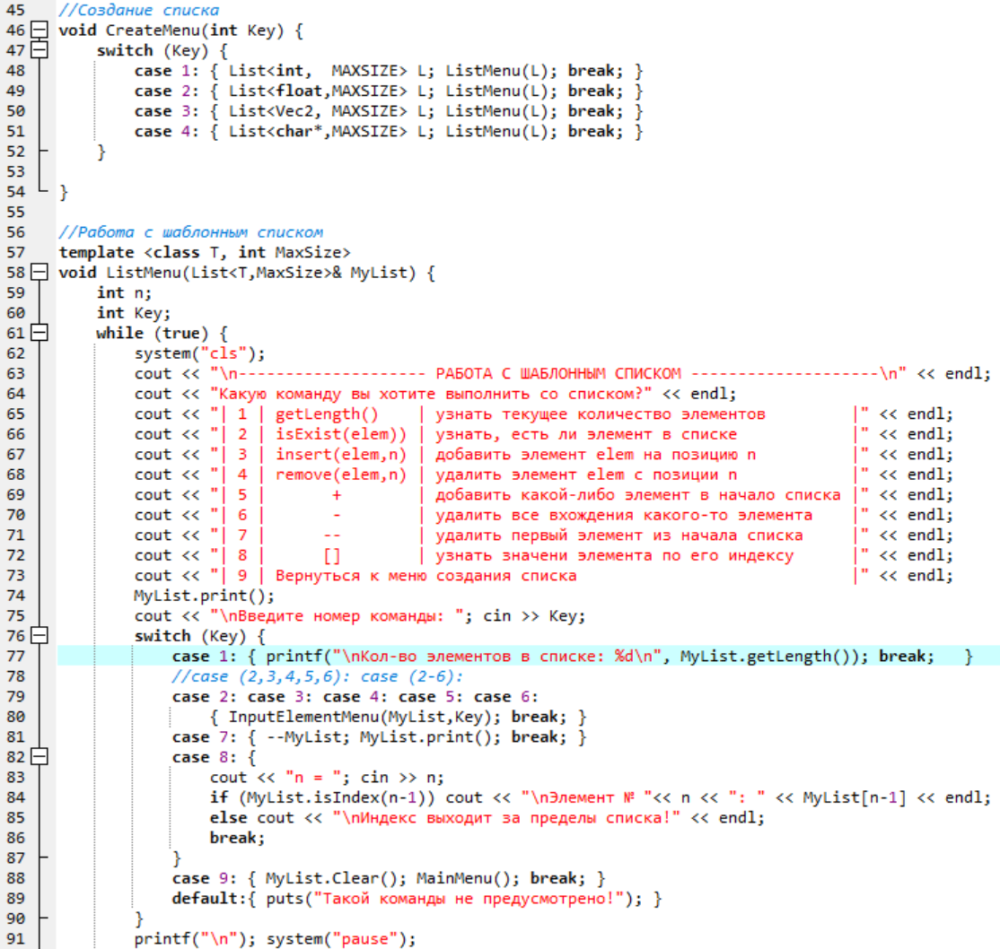 45 //Создание списка
46 void CreateMenu(int Key) {
47 switch (Key) {
48 case 1: { List<int,  MAXSIZE> L; ListMenu(L); break; }
49 case 2: { List<float,MAXSIZE> L; ListMenu(L); break; }
50 case 3: { List<Vec2, MAXSIZE> L; ListMenu(L); break; }
51 case 4: { List<char*,MAXSIZE> L; ListMenu(L); break; }
52 }
53
54 }
55
56 //Работа с шаблонным списком
57 template <class T, int MaxSize>
58 void ListMenu(List<T,MaxSize>& MyList) {
59 int n;
60 int Key;
61 while (true) {
62 system("cls");
63 cout << "\n-------------------- РАБОТА С ШАБЛОННЫМ СПИСКОМ --------------------\n" << endl;
64 cout << "Какую команду вы хотите выполнить со списком?" << endl;
65 cout << "| 1 | getLength()    | узнать текущее количество элементов         |" << endl;
66 cout << "| 2 | isExist(elem)) | узнать, есть ли элемент в списке            |" << endl;
67 cout << "| 3 | insert(elem,n) | добавить элемент elem на позицию n          |" << endl;
68 cout << "| 4 | remove(elem,n) | удалить элемент elem с позиции n            |" << endl;
69 cout << "| 5 |       +        | добавить какой-либо элемент в начало списка |" << endl;
70 cout << "| 6 |       -        | удалить все вхождения какого-то элемента    |" << endl;
71 cout << "| 7 |      --        | удалить первый элемент из начала списка     |" << endl;
72 cout << "| 8 |      []        | узнать значени элемента по его индексу      |" << endl;
73 cout << "| 9 | Вернуться к меню создания списка                             |" << endl;
74 MyList.print();
75 cout << "\nВведите номер команды: "; cin >> Key;
76 switch (Key) {
77 case 1: { printf("\nКол-во элементов в списке: %d\n", MyList.getLength()); break;   }
78 //case (2,3,4,5,6): case (2-6):
79 case 2: case 3: case 4: case 5: case 6:
80 { InputElementMenu(MyList,Key); break; }
81 case 7: { --MyList; MyList.print(); break; }
82 case 8: {
83 cout << "n = "; cin >> n;
84 if (MyList.isIndex(n-1)) cout << "\nЭлемент № "<< n << ": " << MyList[n-1] << endl;
85 else cout << "\nИндекс выходит за пределы списка!" << endl;
86 break;
87 }
88 case 9: { MyList.Clear(); MainMenu(); break; }
89 default:{ puts("Такой команды не предусмотрено!"); }
90 }
91 printf("\n"); system("pause");